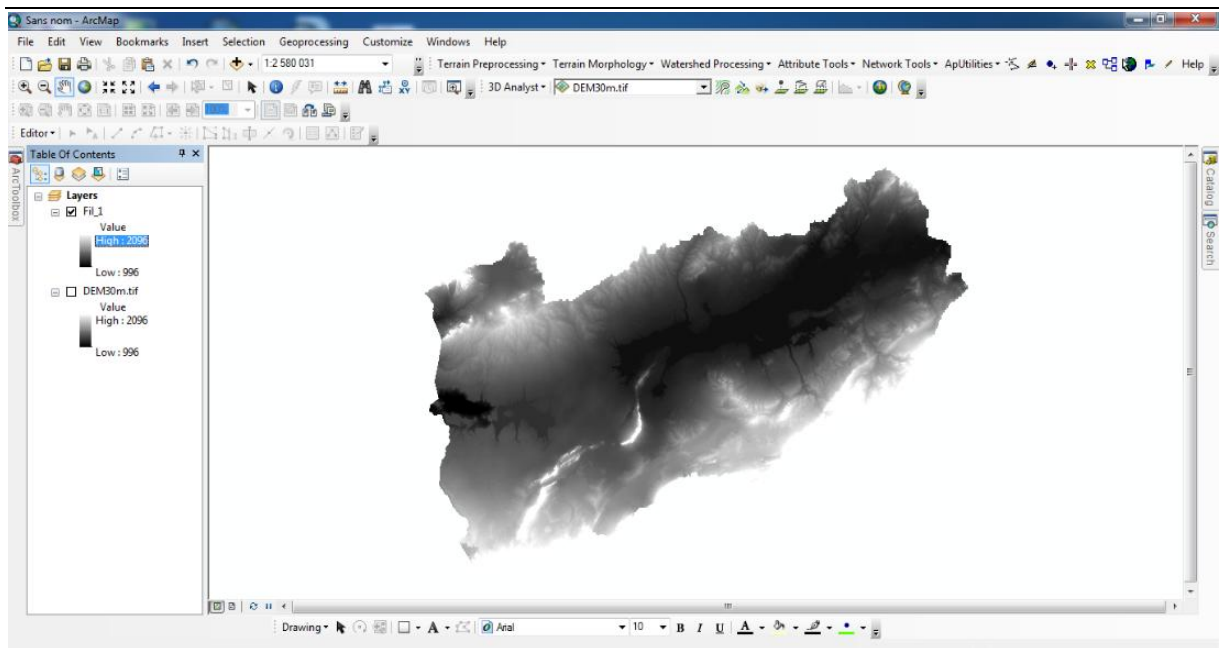 Sans nom - ArcMap
File Edit View Bookmarks Insert Selection Geoprocessing Customize Windows Help
1:2 580 031 Terrain Preprocessing Terrain Morphology Watershed Processing Attribute Tools Network Tools ApUtilities Help
3D Analyst DEM30m.tif
Editor
Table Of Contents
ArcToolbox
Layers
Fil_1
Value
High : 2096
Low : 996
DEM30m.tif
Value
High : 2096
Low : 996
Catalog
Search
Drawing A Arial 10 B I U A